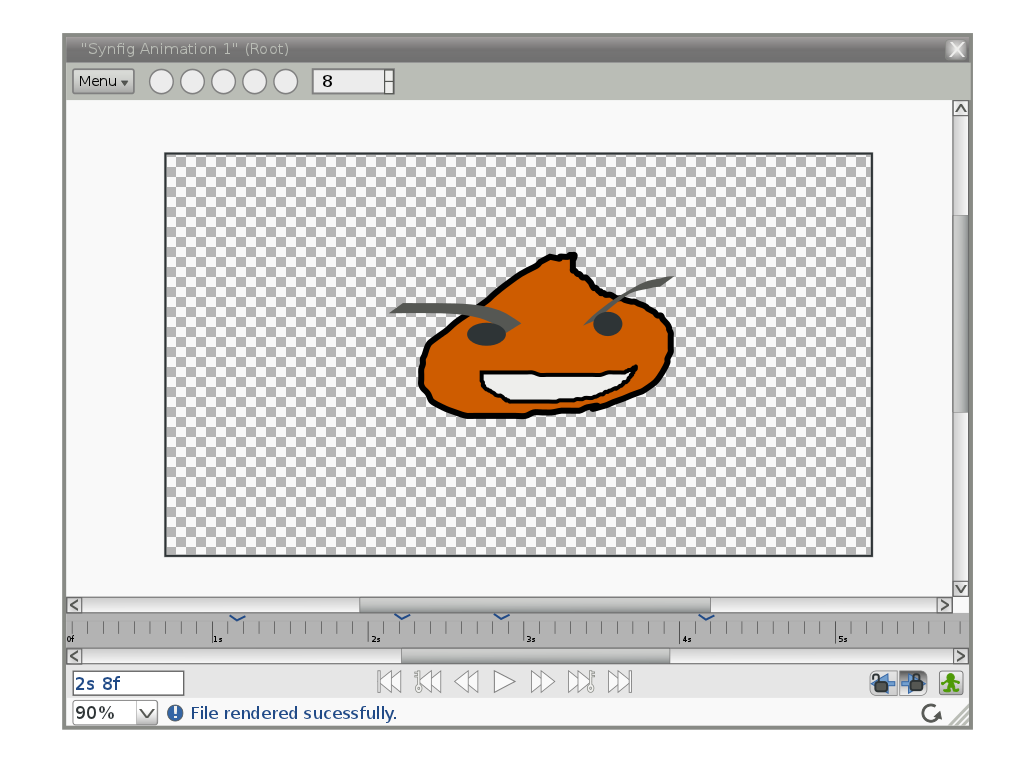 "Synfig Animation 1" (Root)
Menu
8
0f 1s 2s 3s 4s 5s
2s 8f
90% File rendered sucessfully.